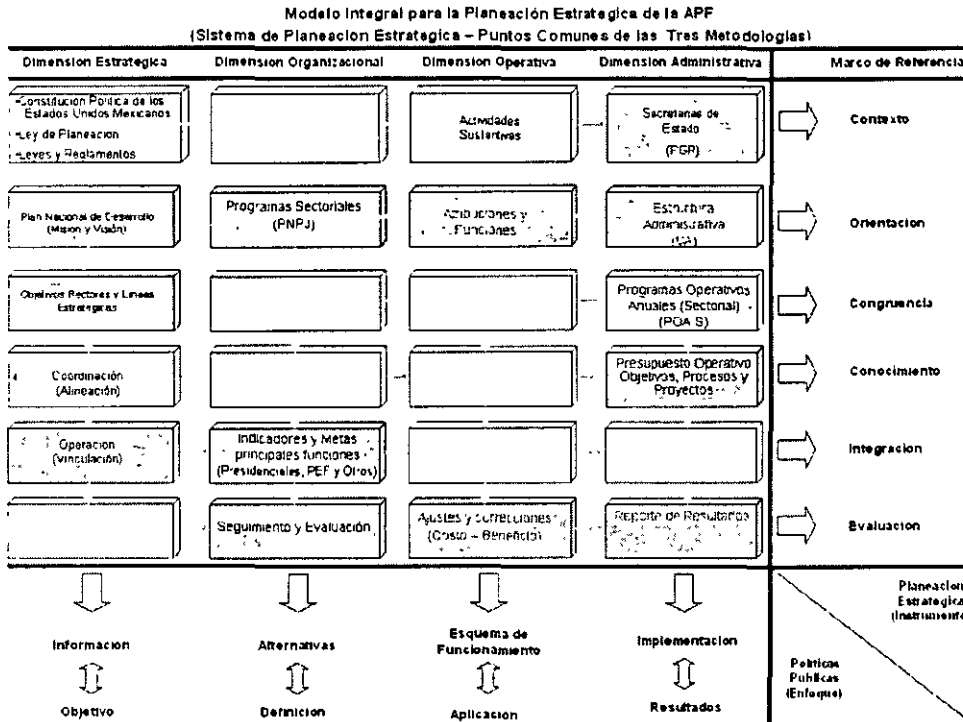 Modelo Integral para la Planeación Estrategica de la APF
(Sistema de Planeacion Estrategica – Puntos Comunes de las Tres Metodologias)
Dimension Estrategica
Dimension Organizacional
Dimension Operativa
Dimension Administrativa
Marco de Referencia
-Constitucion Politica de los
Estados Unidos Mexicanos
-Ley de Planeacion
-Leyes y Reglamentos
Actividades
Sustantivas
Secretarias de
Estado
(PGR)
Contexto
Plan Nacional de Desarrollo
(Mision y Visión)
Programas Sectoriales
(PNPJ)
Atribuciones y
Funciones
Estructura
Administrativa
Orientacion
Objetivos Rectores y Lineas
Estrategicas
Programas Operativos
Anuales (Sectorial)
(POA S)
Congruencia
Coordinación
(Alineación)
Presupuesto Operativo
Objetivos, Procesos y
Proyectos
Conocimiento
Operacion
(Vinculación)
Indicadores y Metas
principales funciones
(Presidenciales, PEF y Otros)
Integracion
Seguimiento y Evaluación
Ajustes y correcciones
(Costo – Beneficio)
Reporte de Resultados
Evaluacion
Informacion
Alternativas
Esquema de
Funcionamiento
Implementacion
Planeacion
Estrategica
(Instrumento
Politicas
Publicas
(Enfoque)
Objetivo
Definicion
Aplicación
Resultados